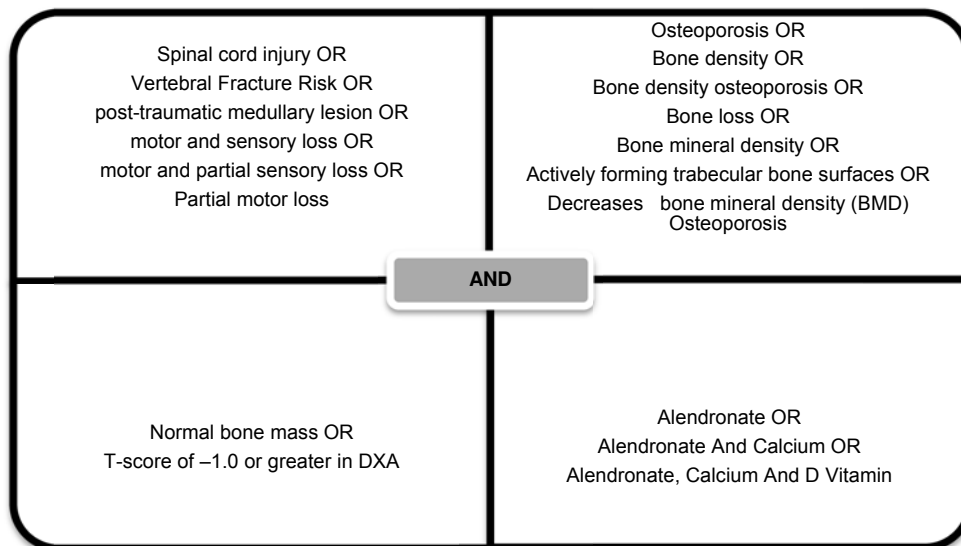 Spinal cord injury OR
Vertebral Fracture Risk OR
post-traumatic medullary lesion OR
motor and sensory loss OR
motor and partial sensory loss OR
Partial motor loss
Osteoporosis OR
Bone density OR
Bone density osteoporosis OR
Bone loss OR
Bone mineral density OR
Actively forming trabecular bone surfaces OR
Decreases bone mineral density (BMD)
Osteoporosis
AND
Normal bone mass OR
T-score of –1.0 or greater in DXA
Alendronate OR
Alendronate And Calcium OR
Alendronate, Calcium And D Vitamin